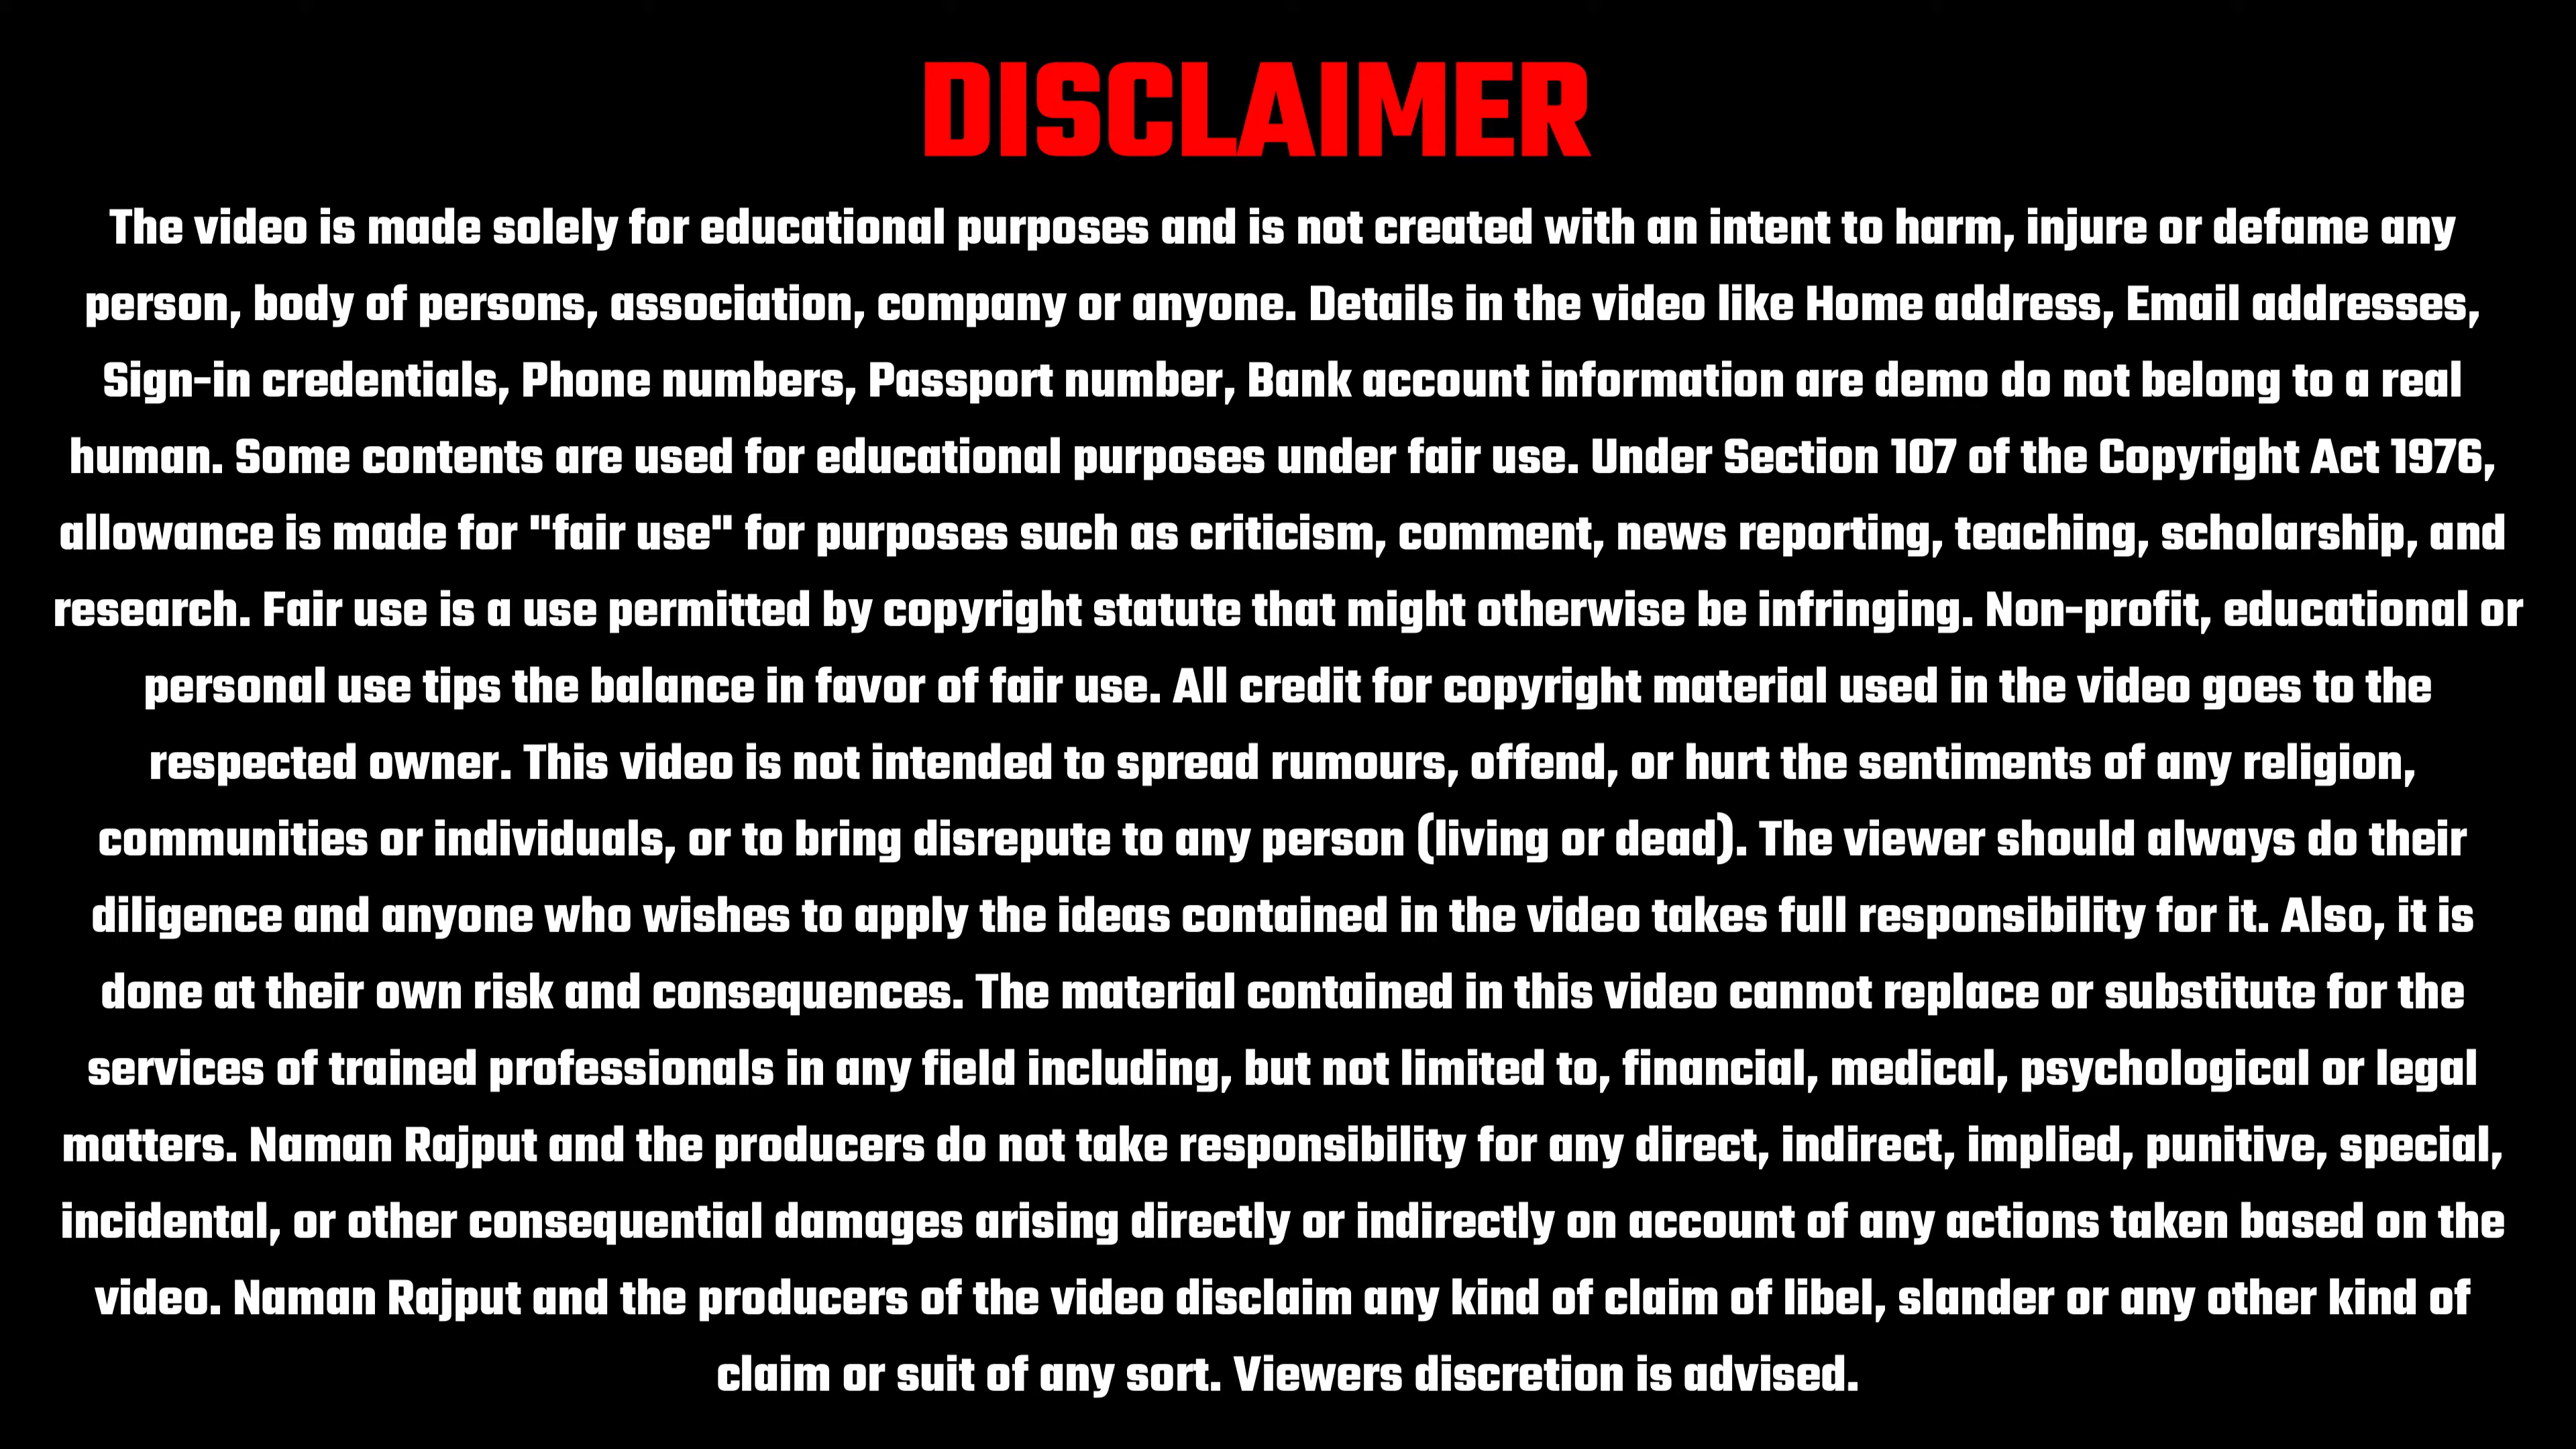 DISCLAIMER
The video is made solely for educational purposes and is not created with an intent to harm, injure or defame any
person, body of persons, association, company or anyone. Details in the video like Home address, Email addresses,
Sign-in credentials, Phone numbers, Passport number, Bank account information are demo do not belong to a real
human. Some contents are used for educational purposes under fair use. Under Section 107 of the Copyright Act 1976,
allowance is made for "fair use" for purposes such as criticism, comment, news reporting, teaching, scholarship, and
research. Fair use is a use permitted by copyright statute that might otherwise be infringing. Non-profit, educational or
personal use tips the balance in favor of fair use. All credit for copyright material used in the video goes to the
respected owner. This video is not intended to spread rumours, offend, or hurt the sentiments of any religion,
communities or individuals, or to bring disrepute to any person (living or dead). The viewer should always do their
diligence and anyone who wishes to apply the ideas contained in the video takes full responsibility for it. Also, it is
done at their own risk and consequences. The material contained in this video cannot replace or substitute for the
services of trained professionals in any field including, but not limited to, financial, medical, psychological or legal
matters. Naman Rajput and the producers do not take responsibility for any direct, indirect, implied, punitive, special,
incidental, or other consequential damages arising directly or indirectly on account of any actions taken based on the
video. Naman Rajput and the producers of the video disclaim any kind of claim of libel, slander or any other kind of
claim or suit of any sort. Viewers discretion is advised.